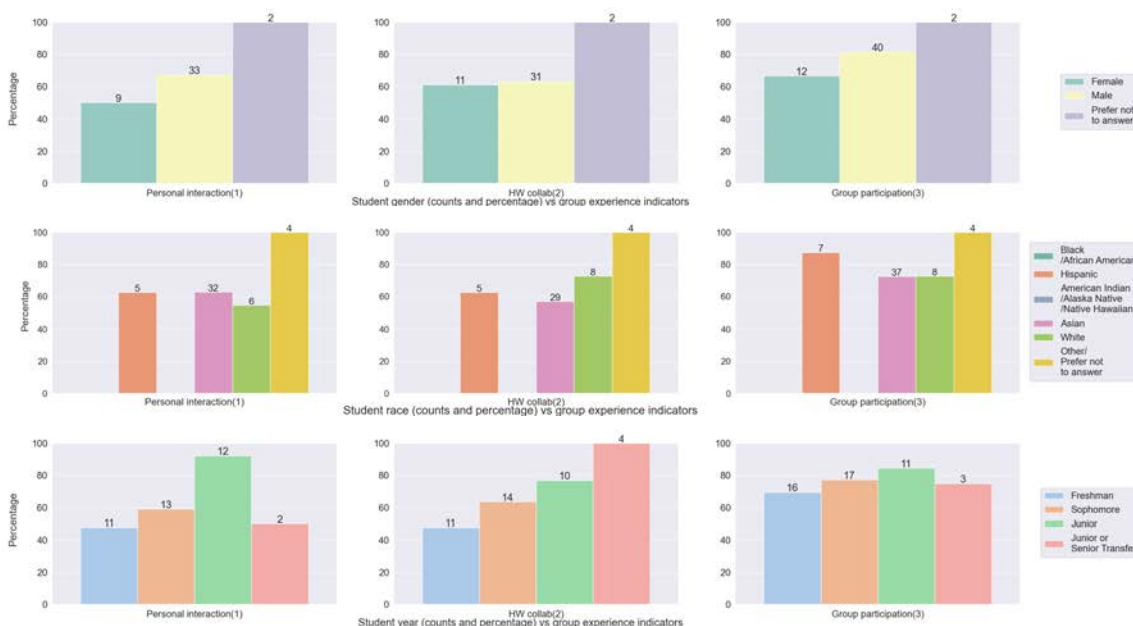 100
80
60
40
20
0
Percentage
9
33
2
Personal interaction(1)
100
80
60
40
20
0
11
31
2
HW collab(2)
100
80
60
40
20
0
12
40
2
Group participation(3)
Female
Male
Prefer not
to answer
Student gender (counts and percentage) vs group experience indicators
100
80
60
40
20
0
Percentage
5
32
6
4
Personal interaction(1)
100
80
60
40
20
0
5
29
8
4
HW collab(2)
100
80
60
40
20
0
7
37
8
4
Group participation(3)
Black
/African American
Hispanic
American Indian
/Alaska Native
/Native Hawaiian
Asian
White
Other/
Prefer not
to answer
Student race (counts and percentage) vs group experience indicators
100
80
60
40
20
0
Percentage
11
13
12
2
Personal interaction(1)
100
80
60
40
20
0
11
14
10
4
HW collab(2)
100
80
60
40
20
0
16
17
11
3
Group participation(3)
Freshman
Sophomore
Junior
Junior or
Senior Transfe
Student year (counts and percentage) vs group experience indicators